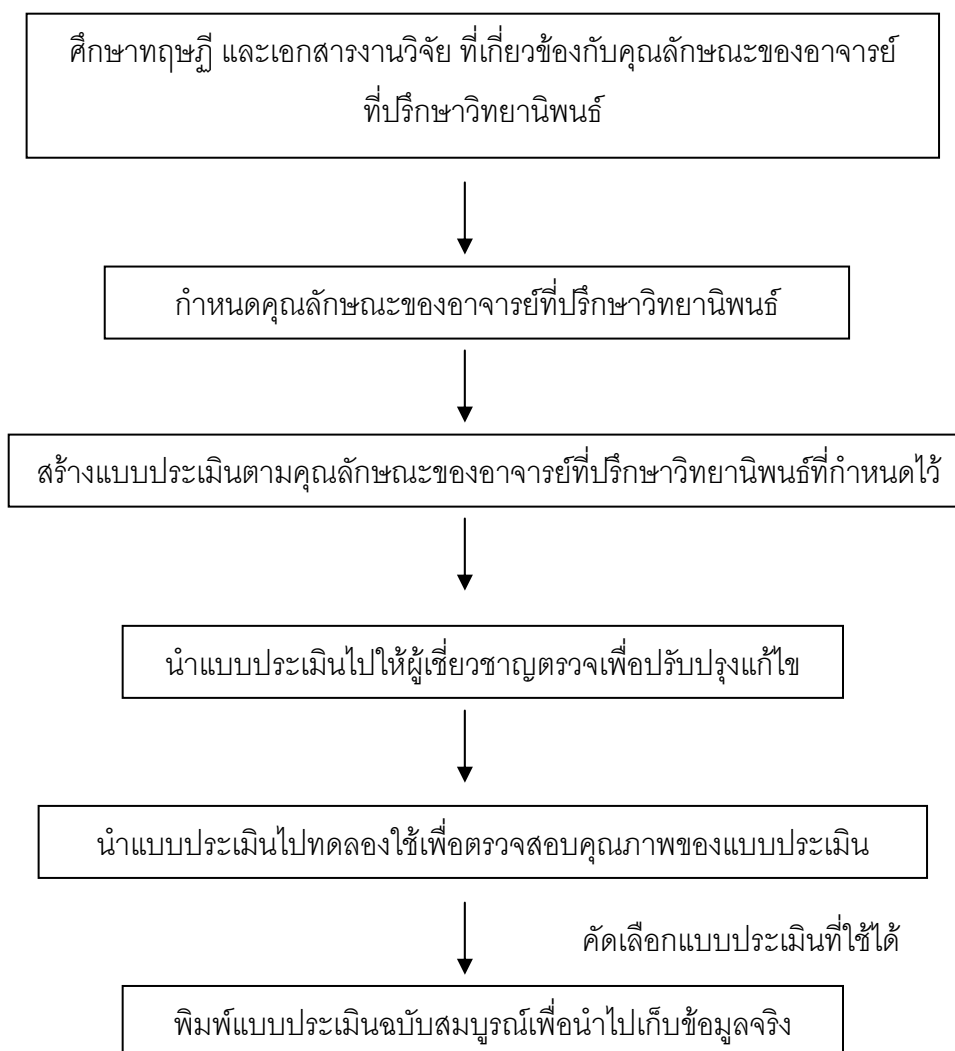 ศึกษาทฤษฏี และเอกสารงานวิจัย ที่เกี่ยวข้องกับคุณลักษณะของอาจารย์
ที่ปรึกษาวิทยานิพนธ์
กำหนดคุณลักษณะของอาจารย์ที่ปรึกษาวิทยานิพนธ์
สร้างแบบประเมินตามคุณลักษณะของอาจารย์ที่ปรึกษาวิทยานิพนธ์ที่กำหนดไว้
นำแบบประเมินไปให้ผู้เชี่ยวชาญตรวจเพื่อปรับปรุงแก้ไข
นำแบบประเมินไปทดลองใช้เพื่อตรวจสอบคุณภาพของแบบประเมิน
คัดเลือกแบบประเมินที่ใช้ได้
พิมพ์แบบประเมินฉบับสมบูรณ์เพื่อนำไปเก็บข้อมูลจริง